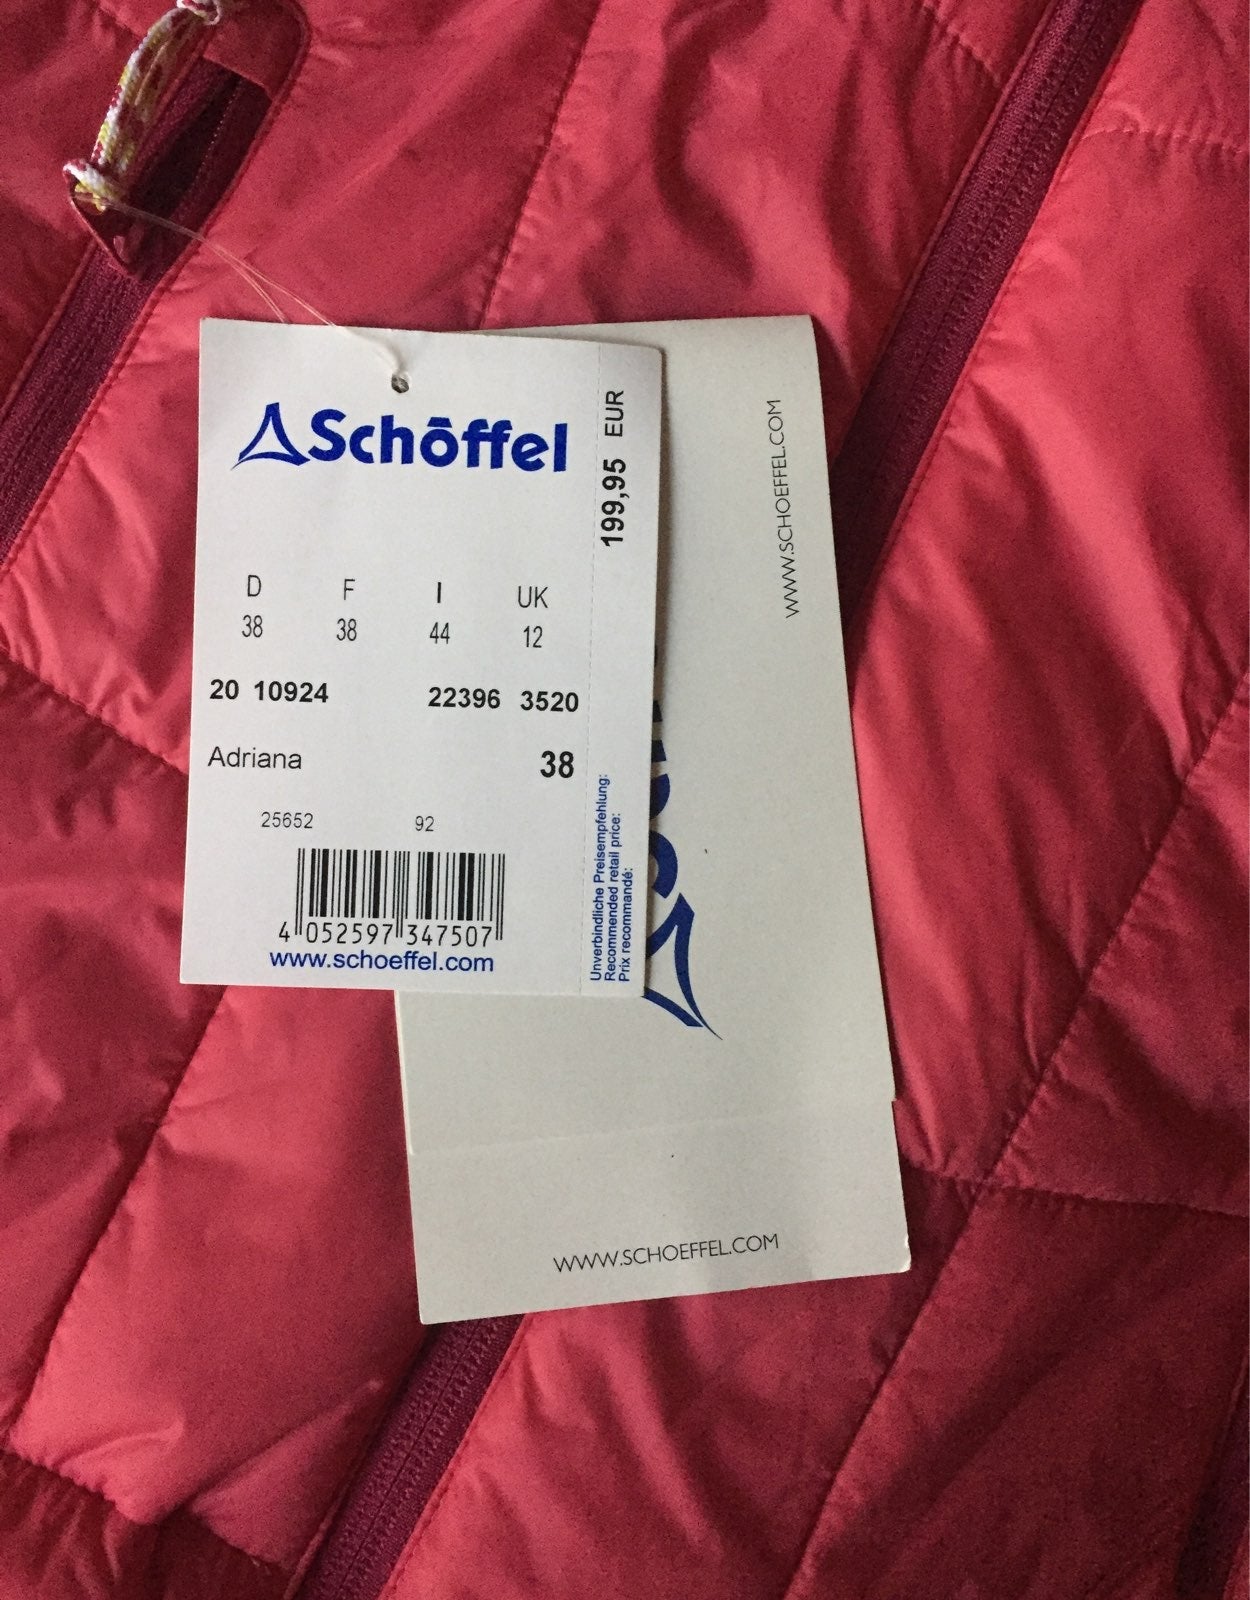 Schöffel
199,95 EUR
D F I UK
38 38 44 12
20 10924 22396 3520
Adriana 38
25652 92
4 052597 347507
www.schoeffel.com
Unverbindliche Preisempfehlung:
Recommended retail price:
Prix recommandé:
WWW.SCHOEFFEL.COM
WWW.SCHOEFFEL.COM